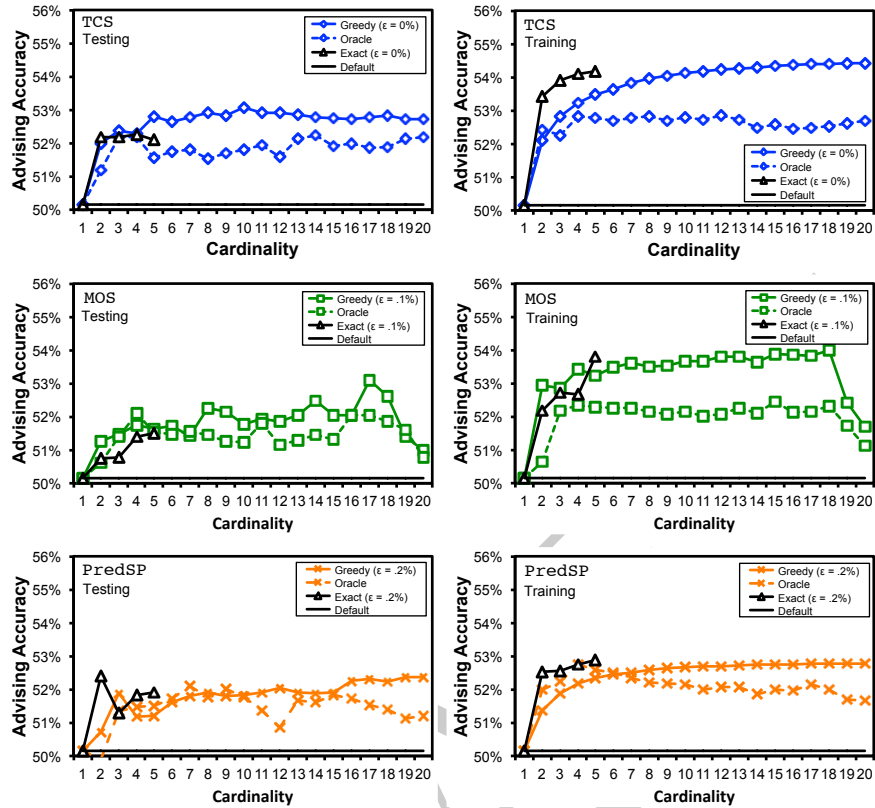 TCS
Testing
Greedy (ε = 0%)
Oracle
Exact (ε = 0%)
Default
Advising Accuracy
56%
55%
54%
53%
52%
51%
50%
1 2 3 4 5 6 7 8 9 10 11 12 13 14 15 16 17 18 19 20
Cardinality
TCS
Training
Greedy (ε = 0%)
Oracle
Exact (ε = 0%)
Default
Advising Accuracy
56%
55%
54%
53%
52%
51%
50%
1 2 3 4 5 6 7 8 9 10 11 12 13 14 15 16 17 18 19 20
Cardinality
MOS
Testing
Greedy (ε = .1%)
Oracle
Exact (ε = .1%)
Default
Advising Accuracy
56%
55%
54%
53%
52%
51%
50%
1 2 3 4 5 6 7 8 9 10 11 12 13 14 15 16 17 18 19 20
Cardinality
MOS
Training
Greedy (ε = .1%)
Oracle
Exact (ε = .1%)
Default
Advising Accuracy
56%
55%
54%
53%
52%
51%
50%
1 2 3 4 5 6 7 8 9 10 11 12 13 14 15 16 17 18 19 20
Cardinality
PredSP
Testing
Greedy (ε = .2%)
Oracle
Exact (ε = .2%)
Default
Advising Accuracy
56%
55%
54%
53%
52%
51%
50%
1 2 3 4 5 6 7 8 9 10 11 12 13 14 15 16 17 18 19 20
Cardinality
PredSP
Training
Greedy (ε = .2%)
Oracle
Exact (ε = .2%)
Default
Advising Accuracy
56%
55%
54%
53%
52%
51%
50%
1 2 3 4 5 6 7 8 9 10 11 12 13 14 15 16 17 18 19 20
Cardinality